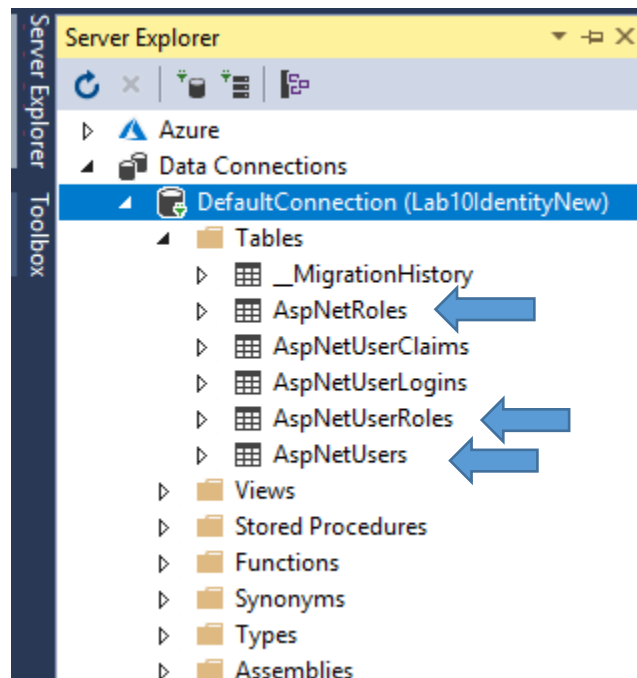 Server Explorer
Toolbox
Server Explorer
Azure
Data Connections
DefaultConnection (Lab10IdentityNew)
Tables
__MigrationHistory
AspNetRoles
AspNetUserClaims
AspNetUserLogins
AspNetUserRoles
AspNetUsers
Views
Stored Procedures
Functions
Synonyms
Types
Assemblies